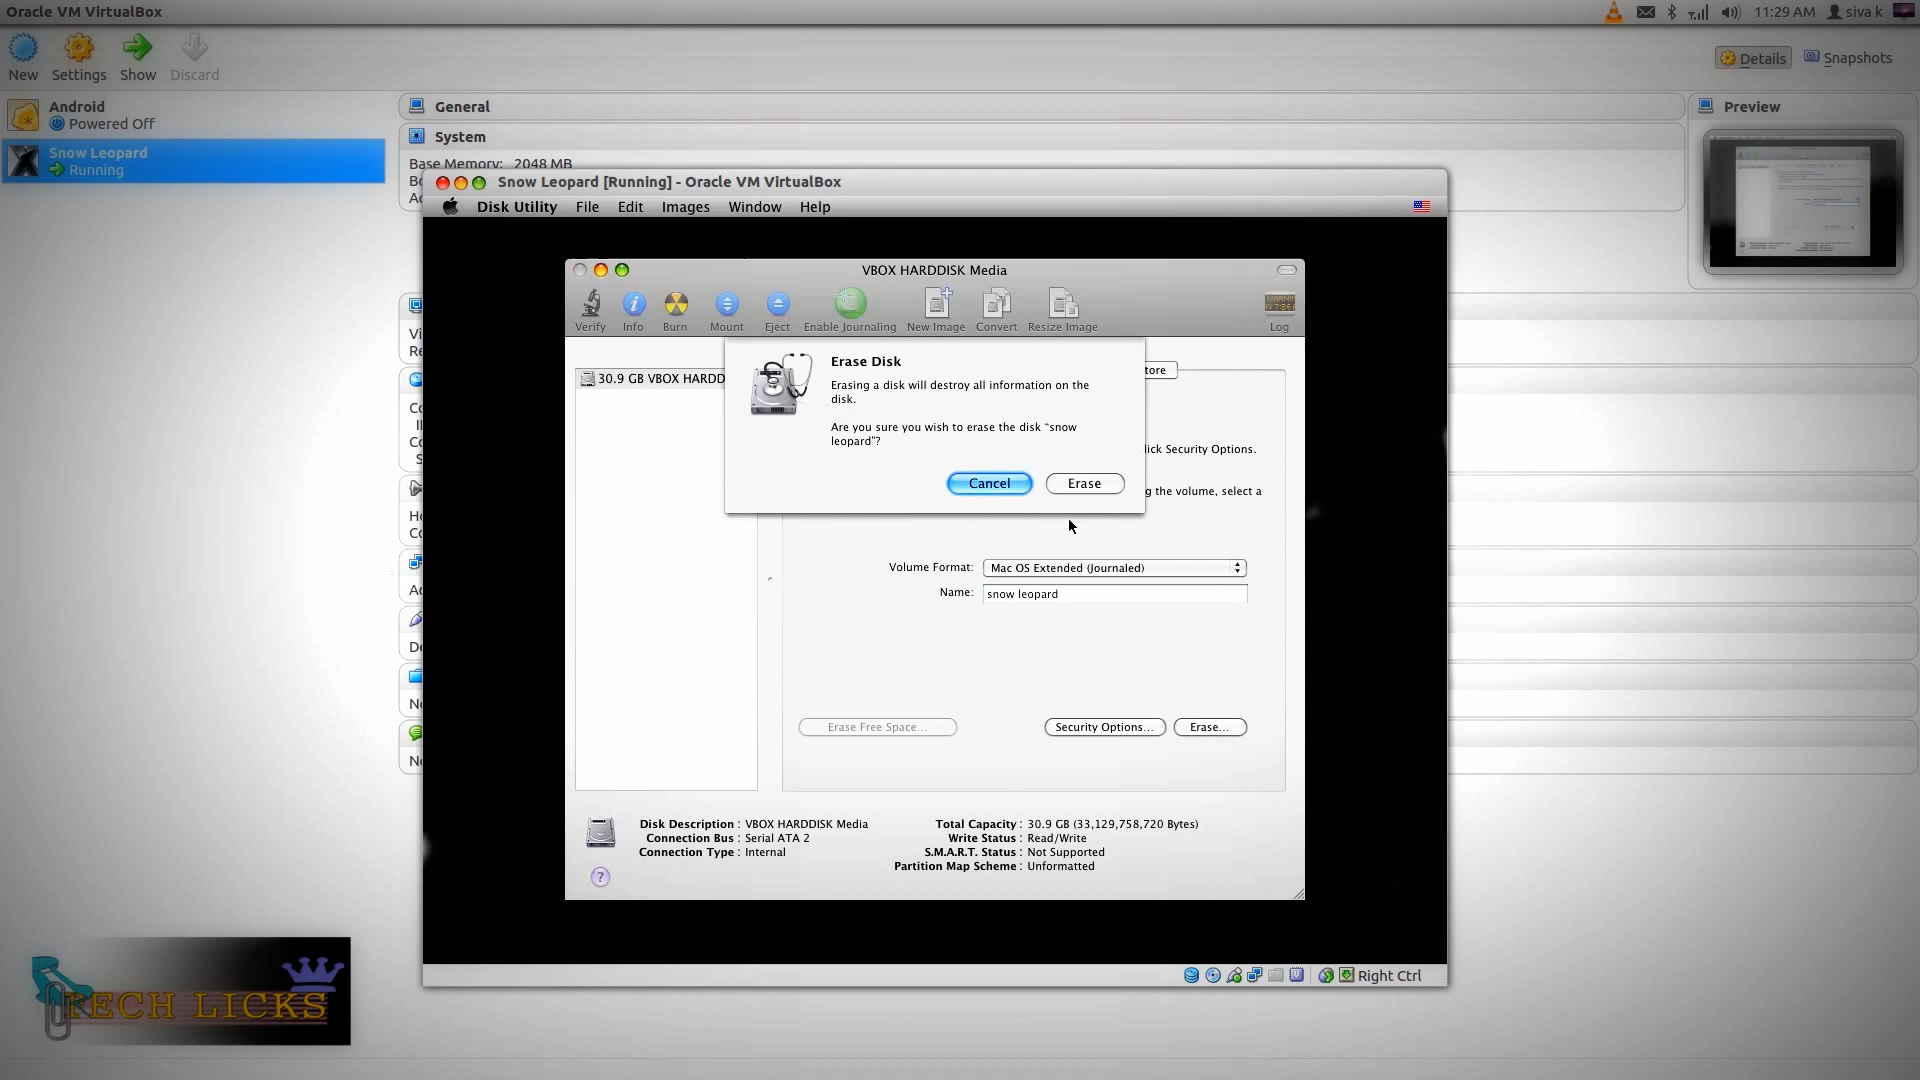 Oracle VM VirtualBox
11:29 AM siva k
New Settings Show Discard
Details Snapshots
Android
Powered Off
Snow Leopard
Running
General
System
Base Memory: 2048 MB
Preview
Snow Leopard [Running] - Oracle VM VirtualBox
Disk Utility File Edit Images Window Help
VBOX HARDDISK Media
Verify Info Burn Mount Eject Enable Journaling New Image Convert Resize Image Log
30.9 GB VBOX HARDD
Erase Disk
Erasing a disk will destroy all information on the
disk.
Are you sure you wish to erase the disk “snow
leopard”?
Cancel Erase
tore
lick Security Options.
g the volume, select a
Volume Format: Mac OS Extended (Journaled)
Name: snow leopard
Erase Free Space... Security Options... Erase...
Disk Description : VBOX HARDDISK Media
Connection Bus : Serial ATA 2
Connection Type : Internal
Total Capacity : 30.9 GB (33,129,758,720 Bytes)
Write Status : Read/Write
S.M.A.R.T. Status : Not Supported
Partition Map Scheme : Unformatted
?
Right Ctrl
TECH LICKS